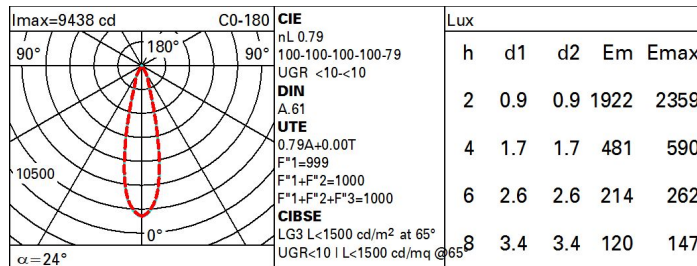 Imax=9438 cd C0-180
90° 180° 90°
10500
0°
α=24°
CIE
nL 0.79
100-100-100-100-79
UGR <10-<10
DIN
A.61
UTE
0.79A+0.00T
F"1=999
F"1+F"2=1000
F"1+F"2+F"3=1000
CIBSE
LG3 L<1500 cd/m² at 65°
UGR<10 | L<1500 cd/mq @65°
Lux
h d1 d2 Em Emax
2 0.9 0.9 1922 2359
4 1.7 1.7 481 590
6 2.6 2.6 214 262
8 3.4 3.4 120 147